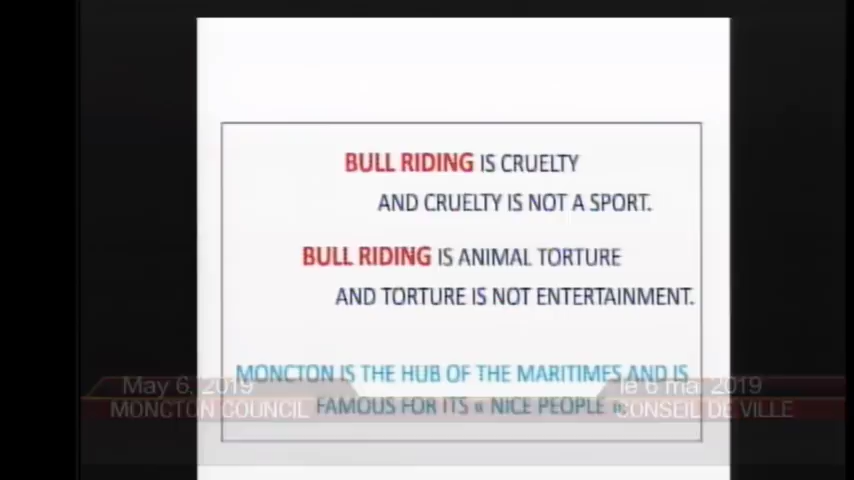 BULL RIDING IS CRUELTY
AND CRUELTY IS NOT A SPORT.
BULL RIDING IS ANIMAL TORTURE
AND TORTURE IS NOT ENTERTAINMENT.
MONCTON IS THE HUB OF THE MARITIMES AND IS
FAMOUS FOR ITS « NICE PEOPLE »
May 6, 2019
MONCTON COUNCIL
le 6 mai 2019
CONSEIL DE VILLE